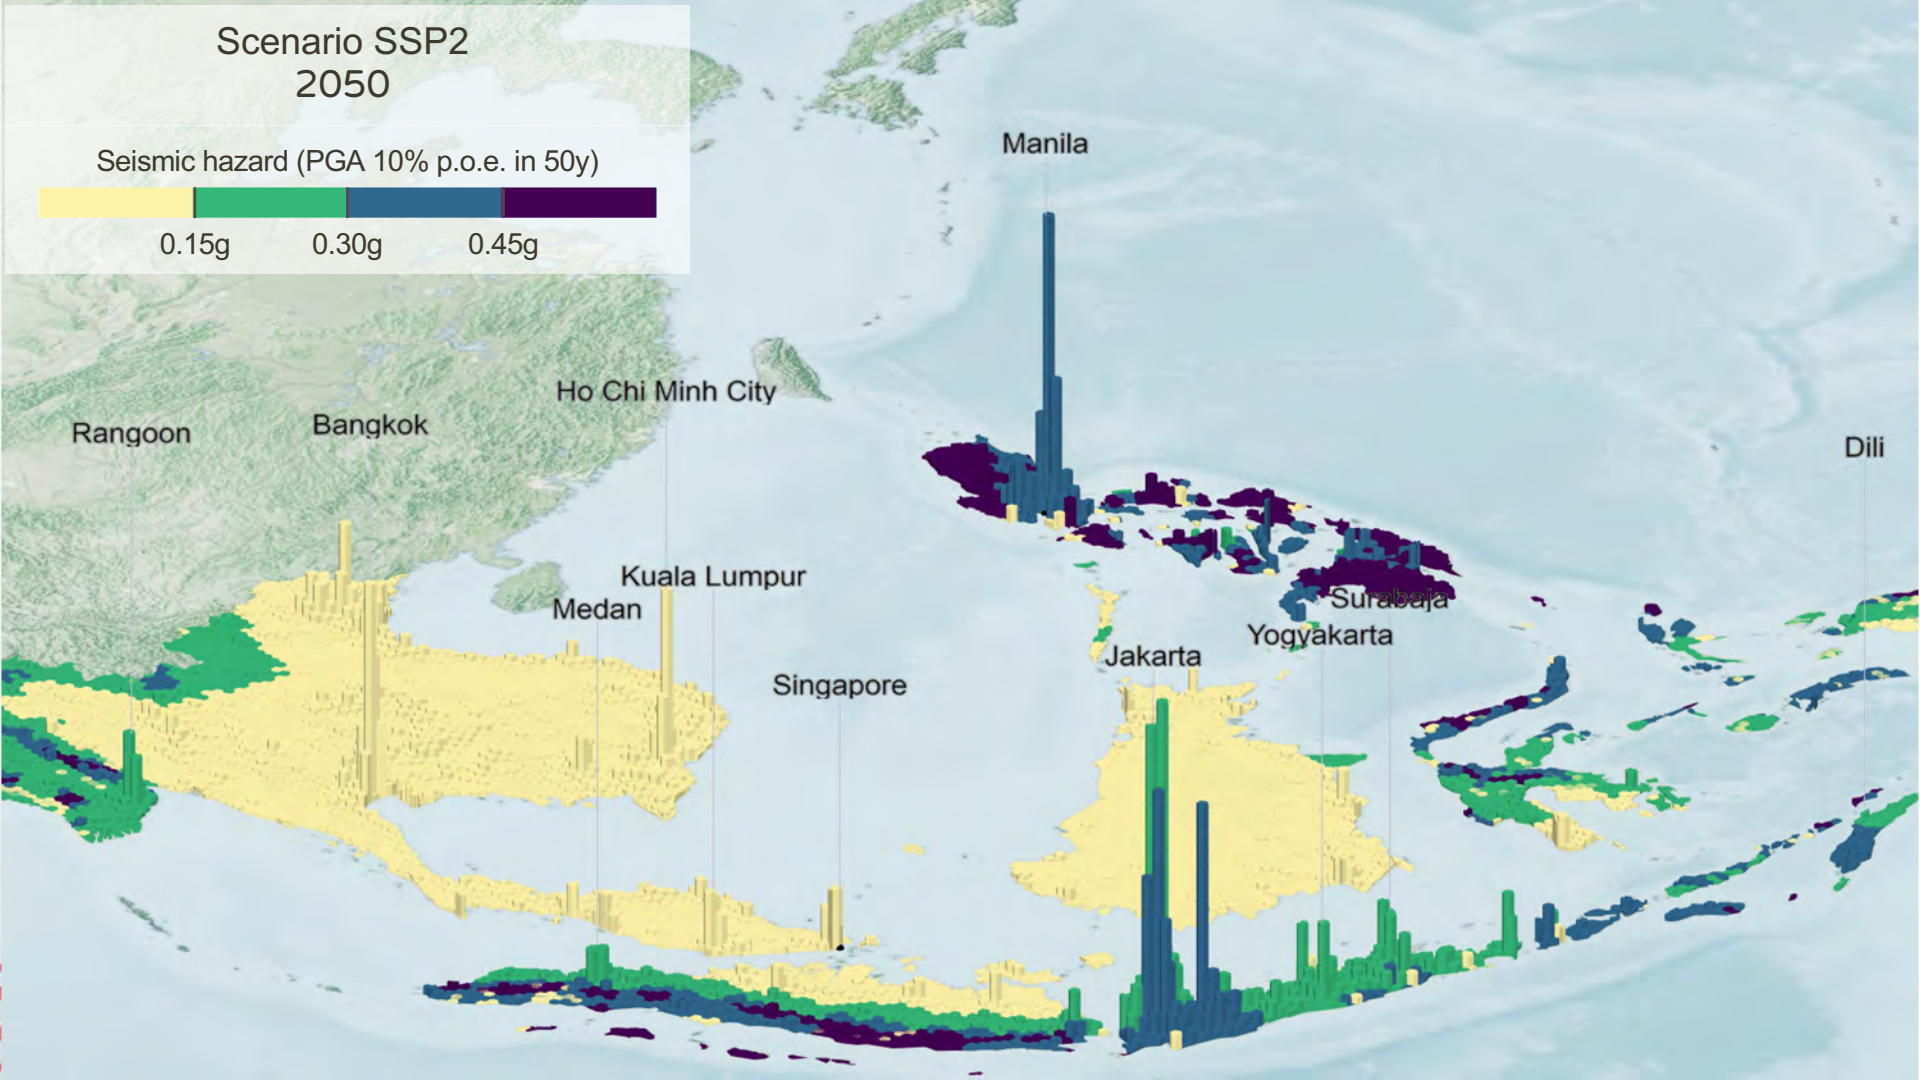 Scenario SSP2
2050
Seismic hazard (PGA 10% p.o.e. in 50y)
0.15g 0.30g 0.45g
Manila
Ho Chi Minh City
Bangkok
Rangoon
Dili
Kuala Lumpur
Medan
Surabaja
Yogyakarta
Jakarta
Singapore